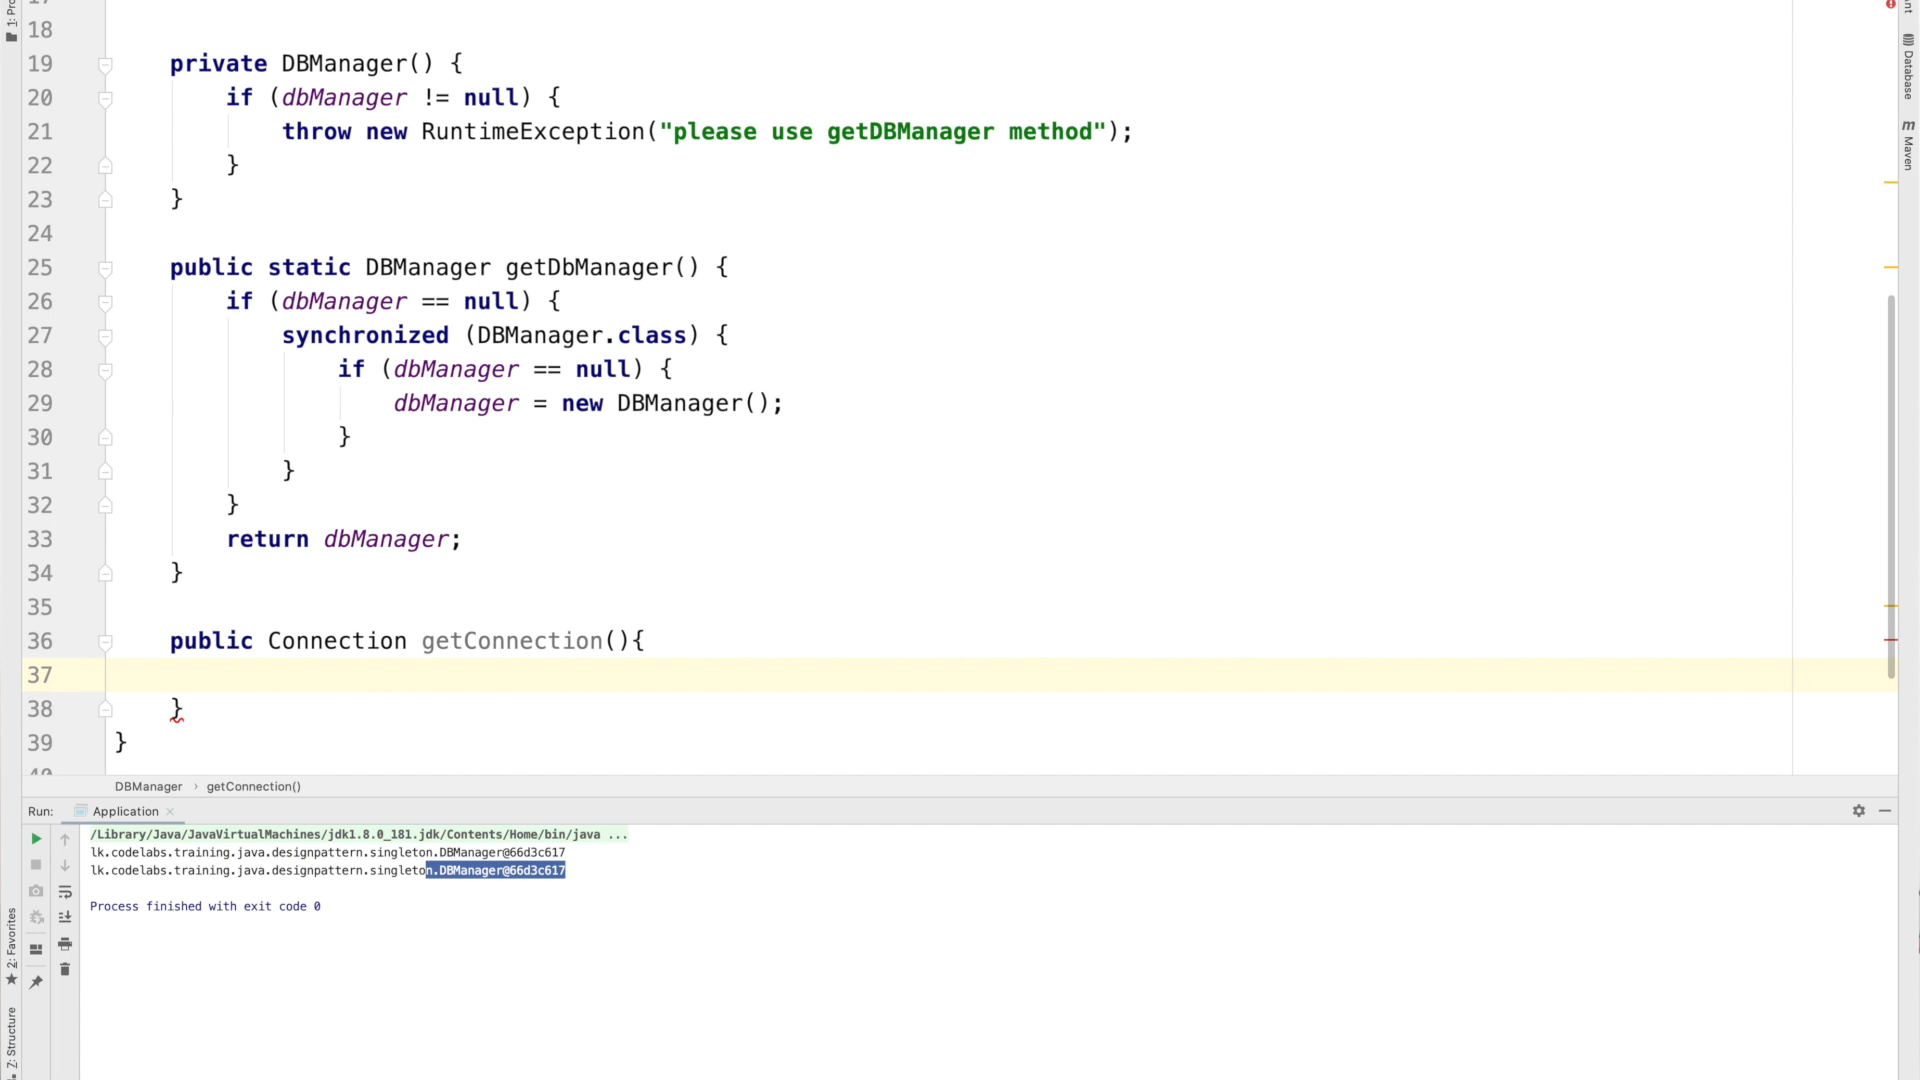 1: Pro
18
19 private DBManager() {
20 if (dbManager != null) {
21 throw new RuntimeException("please use getDBManager method");
22 }
23 }
24
25 public static DBManager getDbManager() {
26 if (dbManager == null) {
27 synchronized (DBManager.class) {
28 if (dbManager == null) {
29 dbManager = new DBManager();
30 }
31 }
32 }
33 return dbManager;
34 }
35
36 public Connection getConnection(){
37
38 }
39 }
DBManager › getConnection()
Run: Application
/Library/Java/JavaVirtualMachines/jdk1.8.0_181.jdk/Contents/Home/bin/java ...
lk.codelabs.training.java.designpattern.singleton.DBManager@66d3c617
lk.codelabs.training.java.designpattern.singleton.DBManager@66d3c617
Process finished with exit code 0
2: Favorites
Z: Structure
Database
m Maven